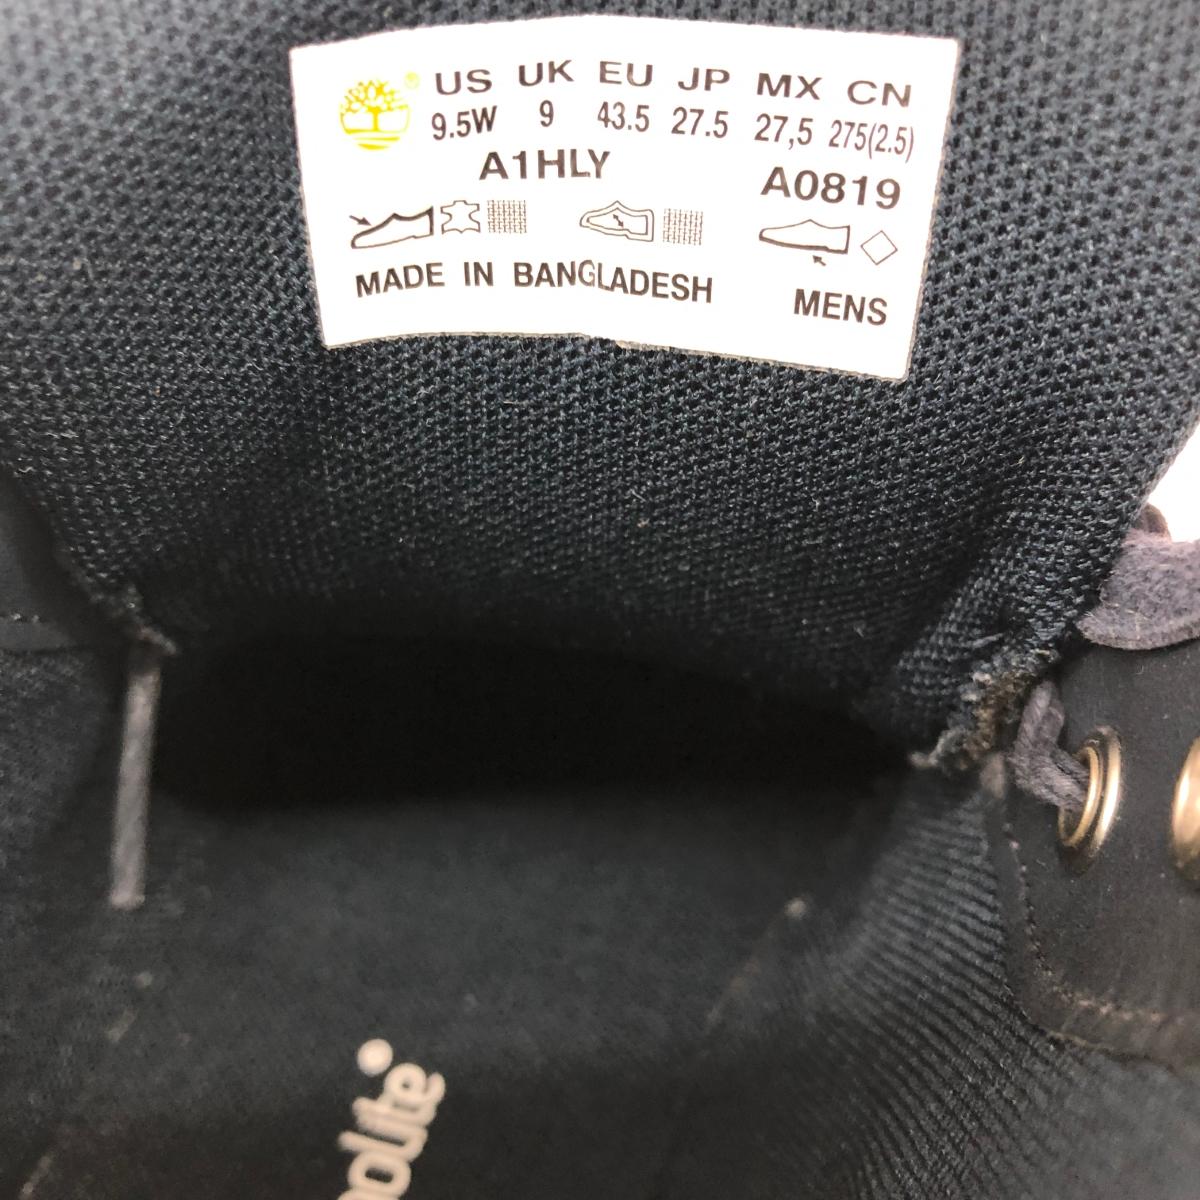 US UK EU JP MX CN
9.5W 9 43.5 27.5 27,5 275(2.5)
A1HLY A0819
MADE IN BANGLADESH MENS